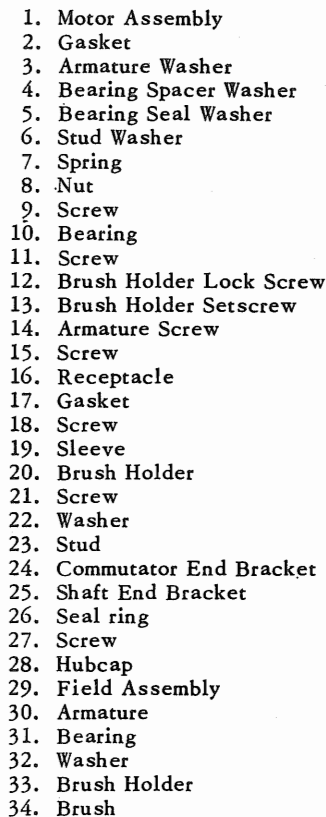 1. Motor Assembly
2. Gasket
3. Armature Washer
4. Bearing Spacer Washer
5. Bearing Seal Washer
6. Stud Washer
7. Spring
8. Nut
9. Screw
10. Bearing
11. Screw
12. Brush Holder Lock Screw
13. Brush Holder Setscrew
14. Armature Screw
15. Screw
16. Receptacle
17. Gasket
18. Screw
19. Sleeve
20. Brush Holder
21. Screw
22. Washer
23. Stud
24. Commutator End Bracket
25. Shaft End Bracket
26. Seal ring
27. Screw
28. Hubcap
29. Field Assembly
30. Armature
31. Bearing
32. Washer
33. Brush Holder
34. Brush